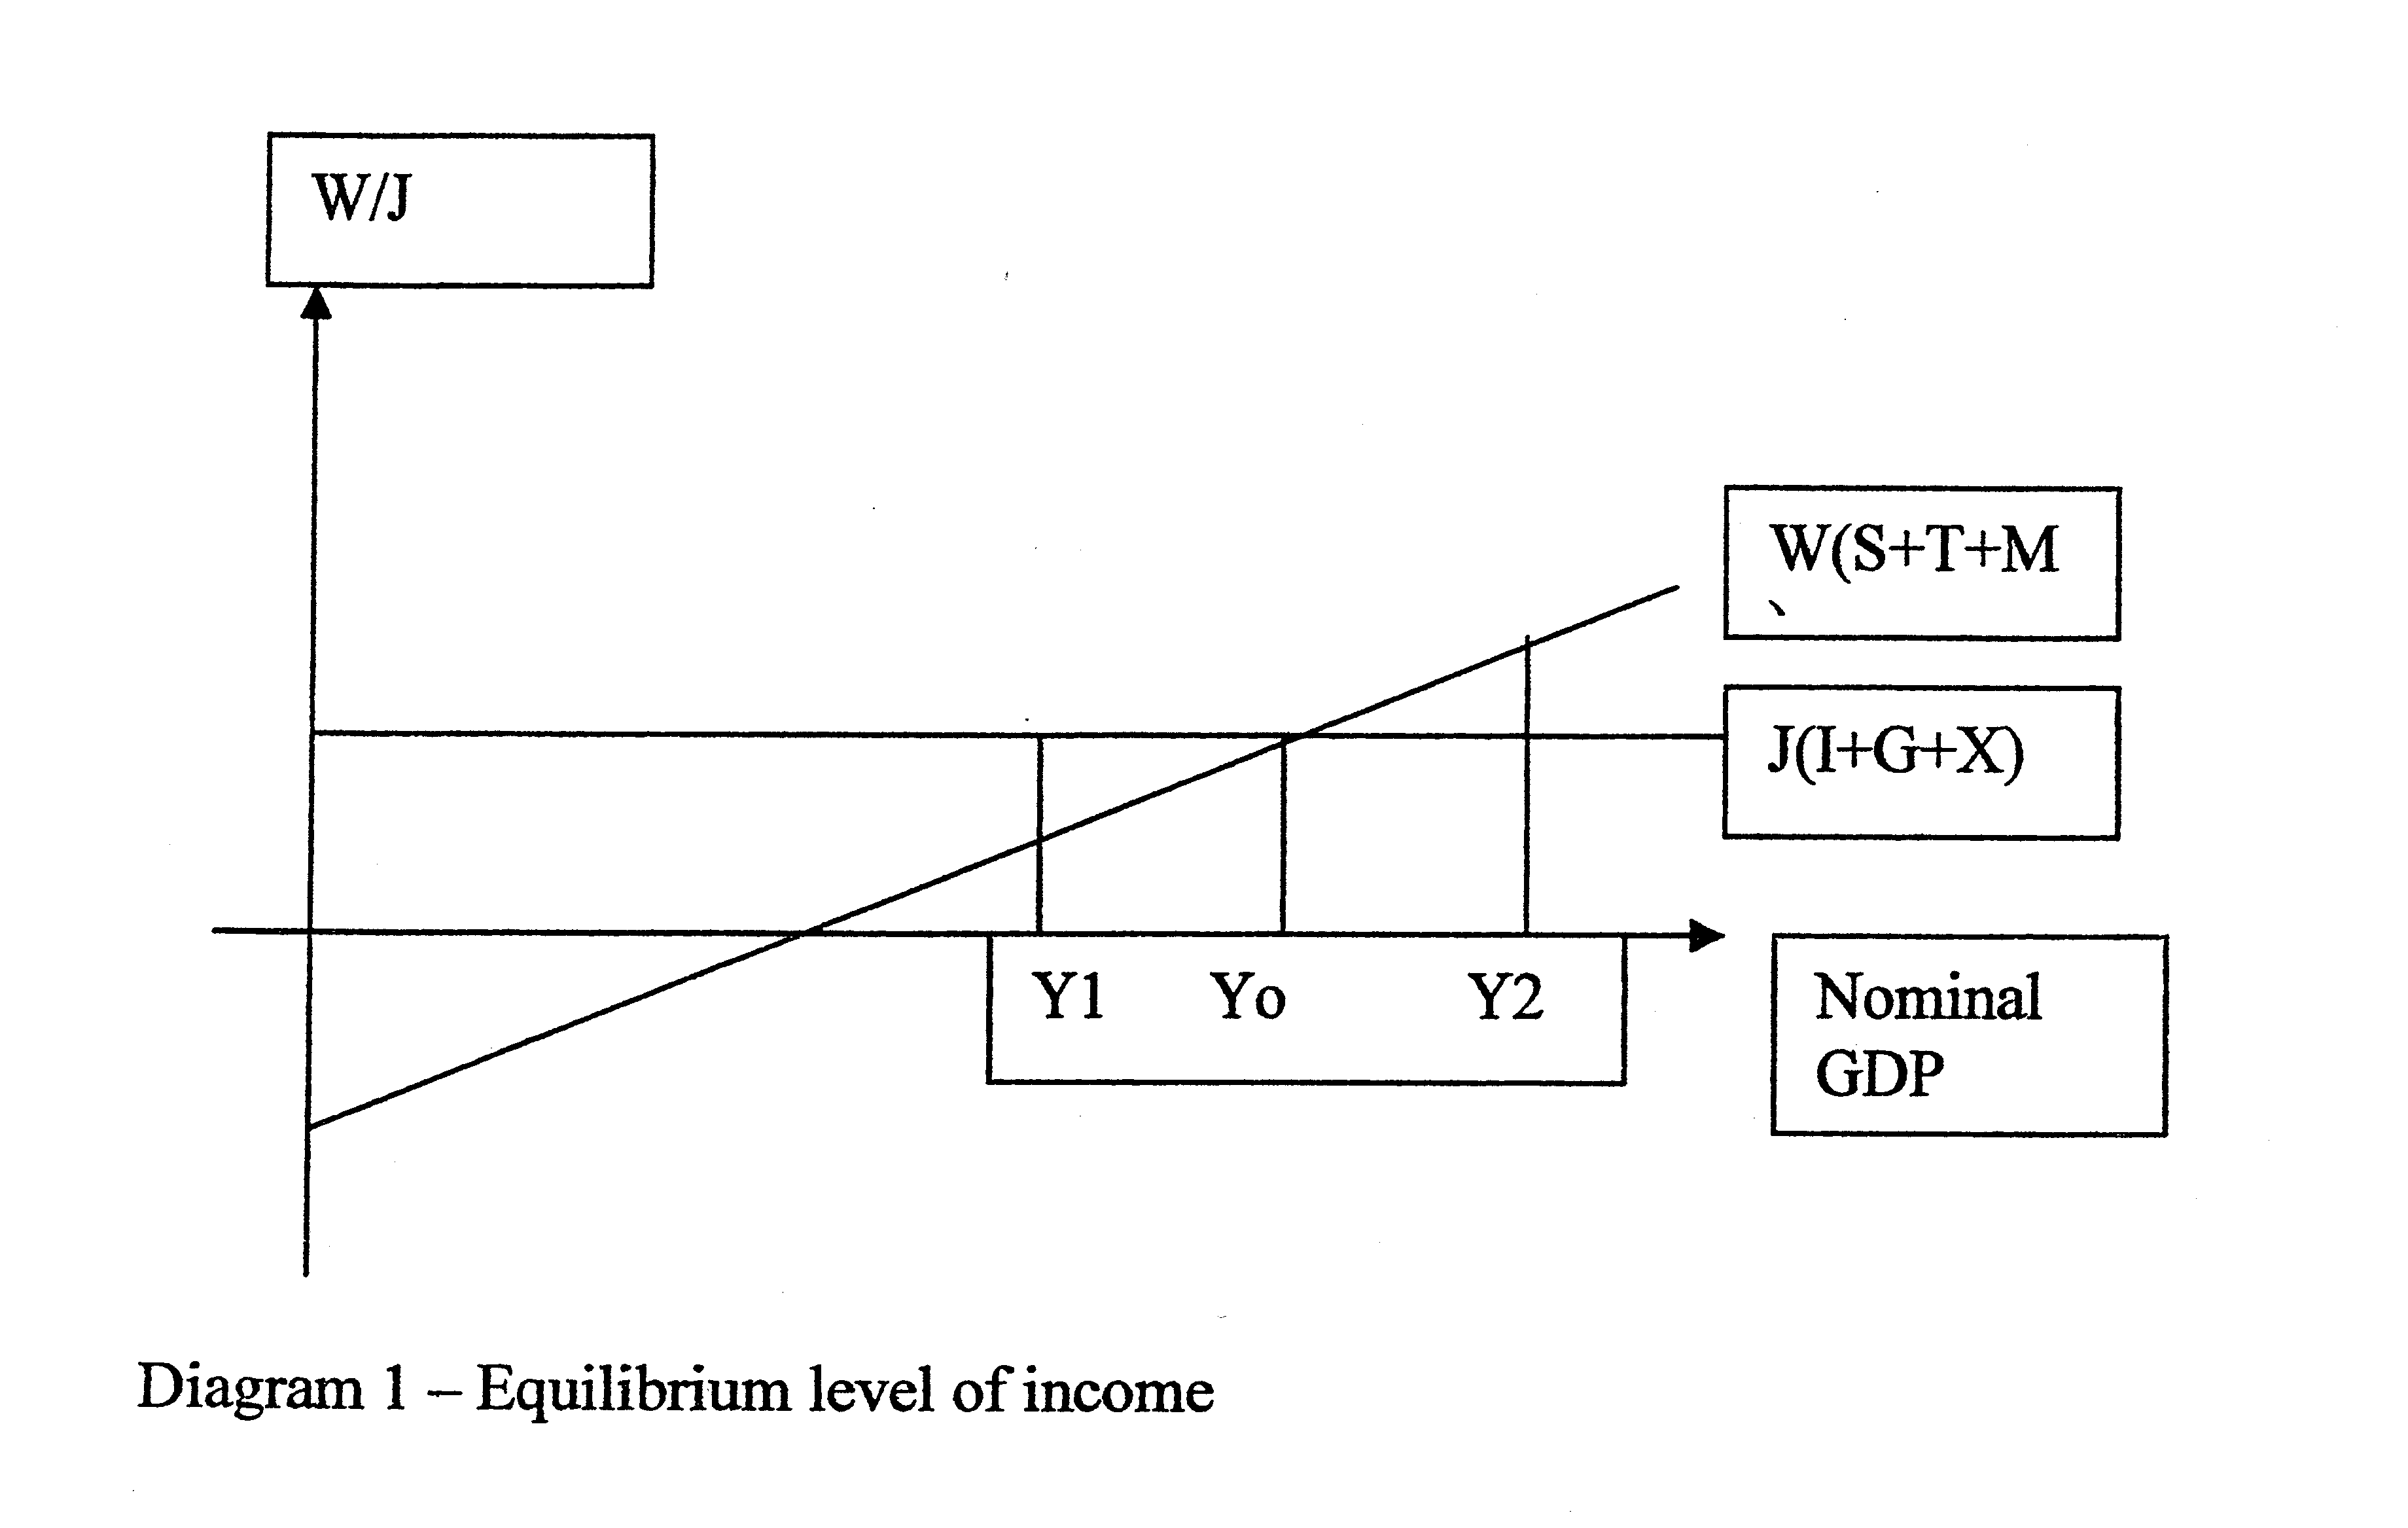 W/J
W(S+T+M
J(I+G+X)
Y1 Yo Y2
Nominal
GDP
Diagram 1 – Equilibrium level of income